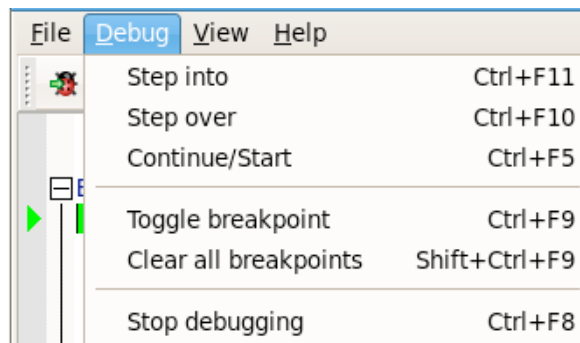 File Debug View Help
Step into Ctrl+F11
Step over Ctrl+F10
Continue/Start Ctrl+F5
Toggle breakpoint Ctrl+F9
Clear all breakpoints Shift+Ctrl+F9
Stop debugging Ctrl+F8